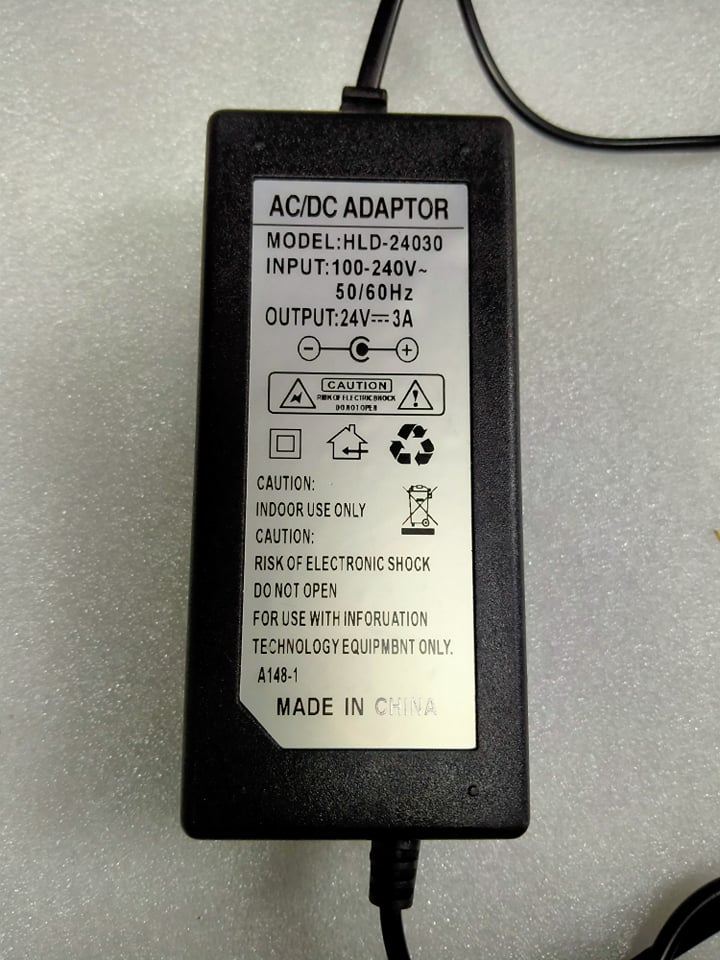 AC/DC ADAPTOR
MODEL:HLD-24030
INPUT:100-240V~
50/60Hz
OUTPUT:24V⎓3A
CAUTION
RISK OF ELECTRIC SHOCK
DO NOT OPEN
CAUTION:
INDOOR USE ONLY
CAUTION:
RISK OF ELECTRONIC SHOCK
DO NOT OPEN
FOR USE WITH INFORUATION
TECHNOLOGY EQUIPMBNT ONLY.
A148-1
MADE IN CHINA